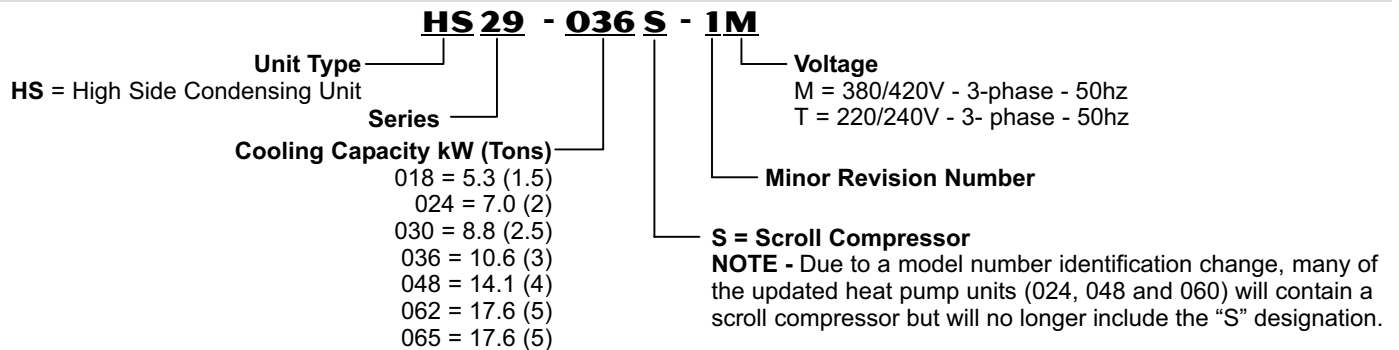 HS29 - 036S - 1M
Unit Type
HS = High Side Condensing Unit
Series
Cooling Capacity kW (Tons)
018 = 5.3 (1.5)
024 = 7.0 (2)
030 = 8.8 (2.5)
036 = 10.6 (3)
048 = 14.1 (4)
062 = 17.6 (5)
065 = 17.6 (5)
Voltage
M = 380/420V - 3-phase - 50hz
T = 220/240V - 3- phase - 50hz
Minor Revision Number
S = Scroll Compressor
NOTE - Due to a model number identification change, many of
the updated heat pump units (024, 048 and 060) will contain a
scroll compressor but will no longer include the “S” designation.